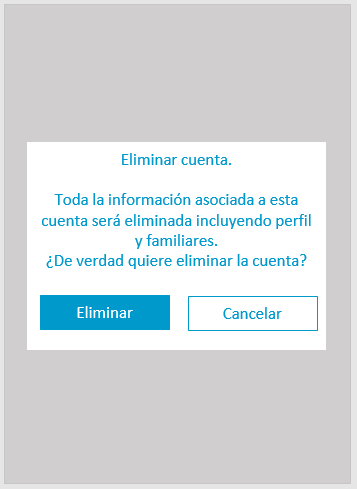 Eliminar cuenta.
Toda la información asociada a esta
cuenta será eliminada incluyendo perfil
y familiares.
¿De verdad quiere eliminar la cuenta?
Eliminar
Cancelar